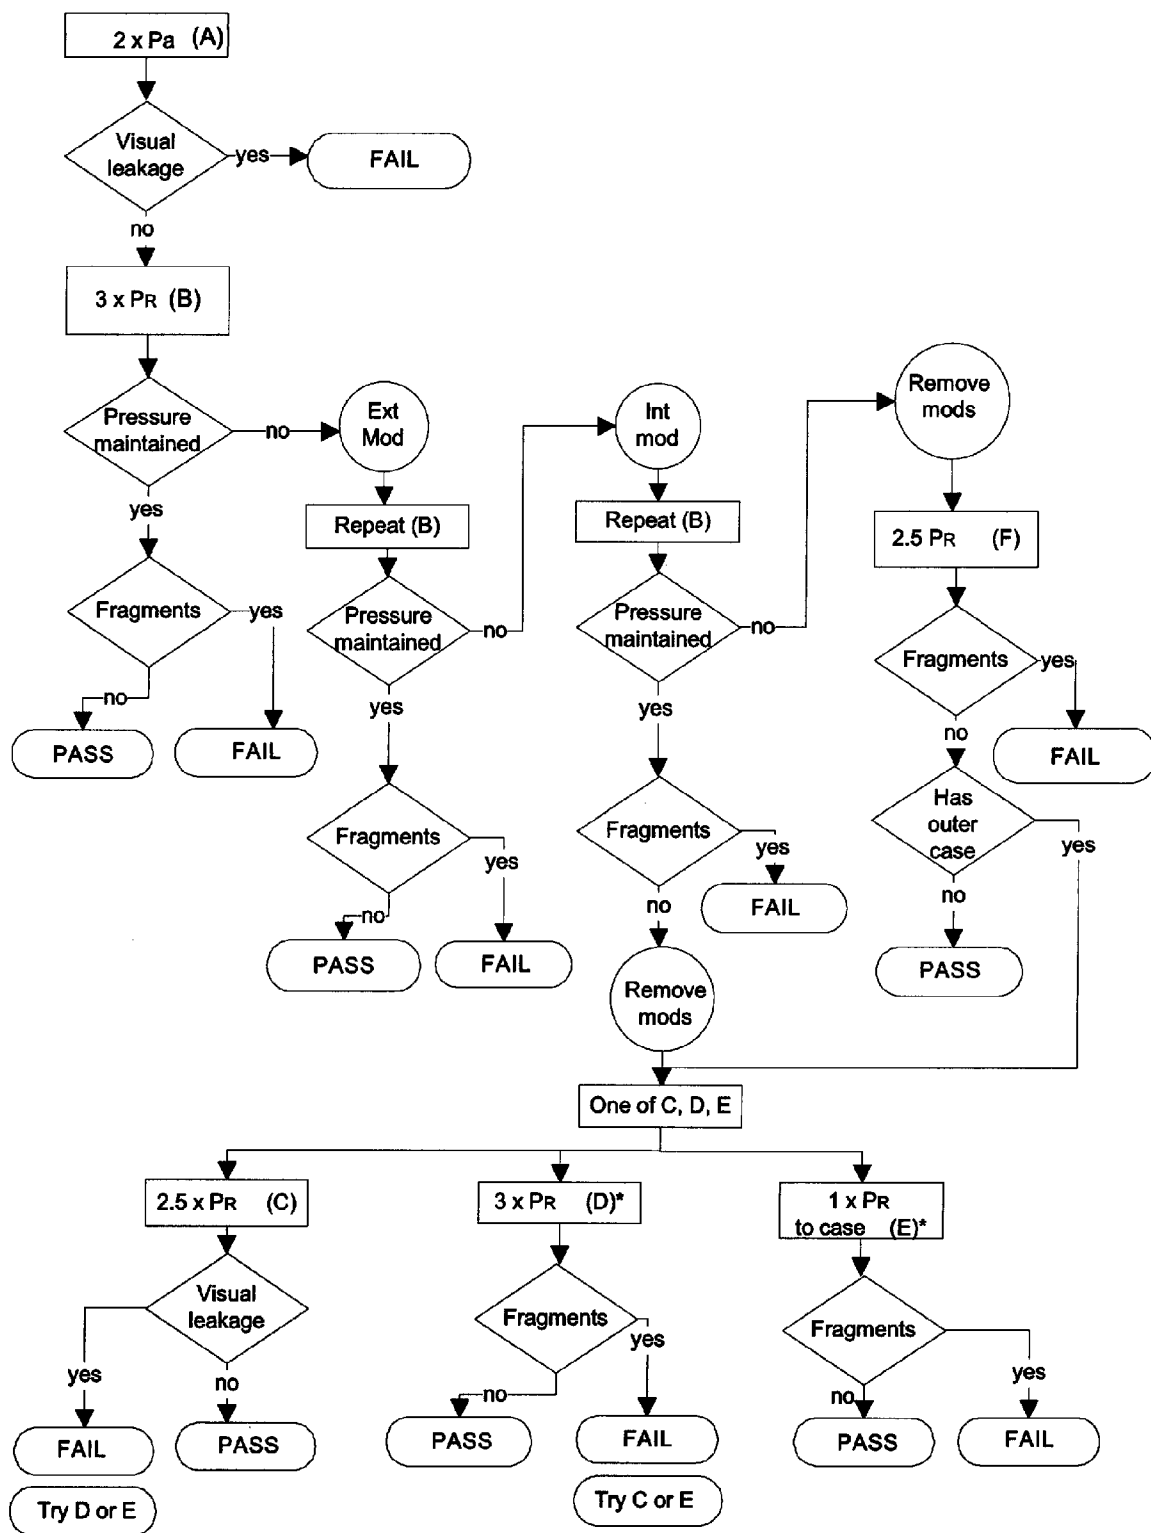 2 x Pa (A)
Visual
leakage
yes
FAIL
no
3 x PR (B)
Pressure
maintained
no
yes
Fragments
yes
no
PASS
FAIL
Ext
Mod
Repeat (B)
Pressure
maintained
no
yes
Fragments
yes
no
PASS
FAIL
Int
mod
Repeat (B)
Pressure
maintained
no
yes
Fragments
yes
FAIL
no
Remove
mods
Remove
mods
2.5 PR (F)
Fragments
yes
FAIL
no
Has
outer
case
yes
no
PASS
One of C, D, E
2.5 x PR (C)
Visual
leakage
yes
no
FAIL
PASS
Try D or E
3 x PR (D)*
Fragments
yes
no
PASS
FAIL
Try C or E
1 x PR
to case (E)*
Fragments
yes
no
PASS
FAIL